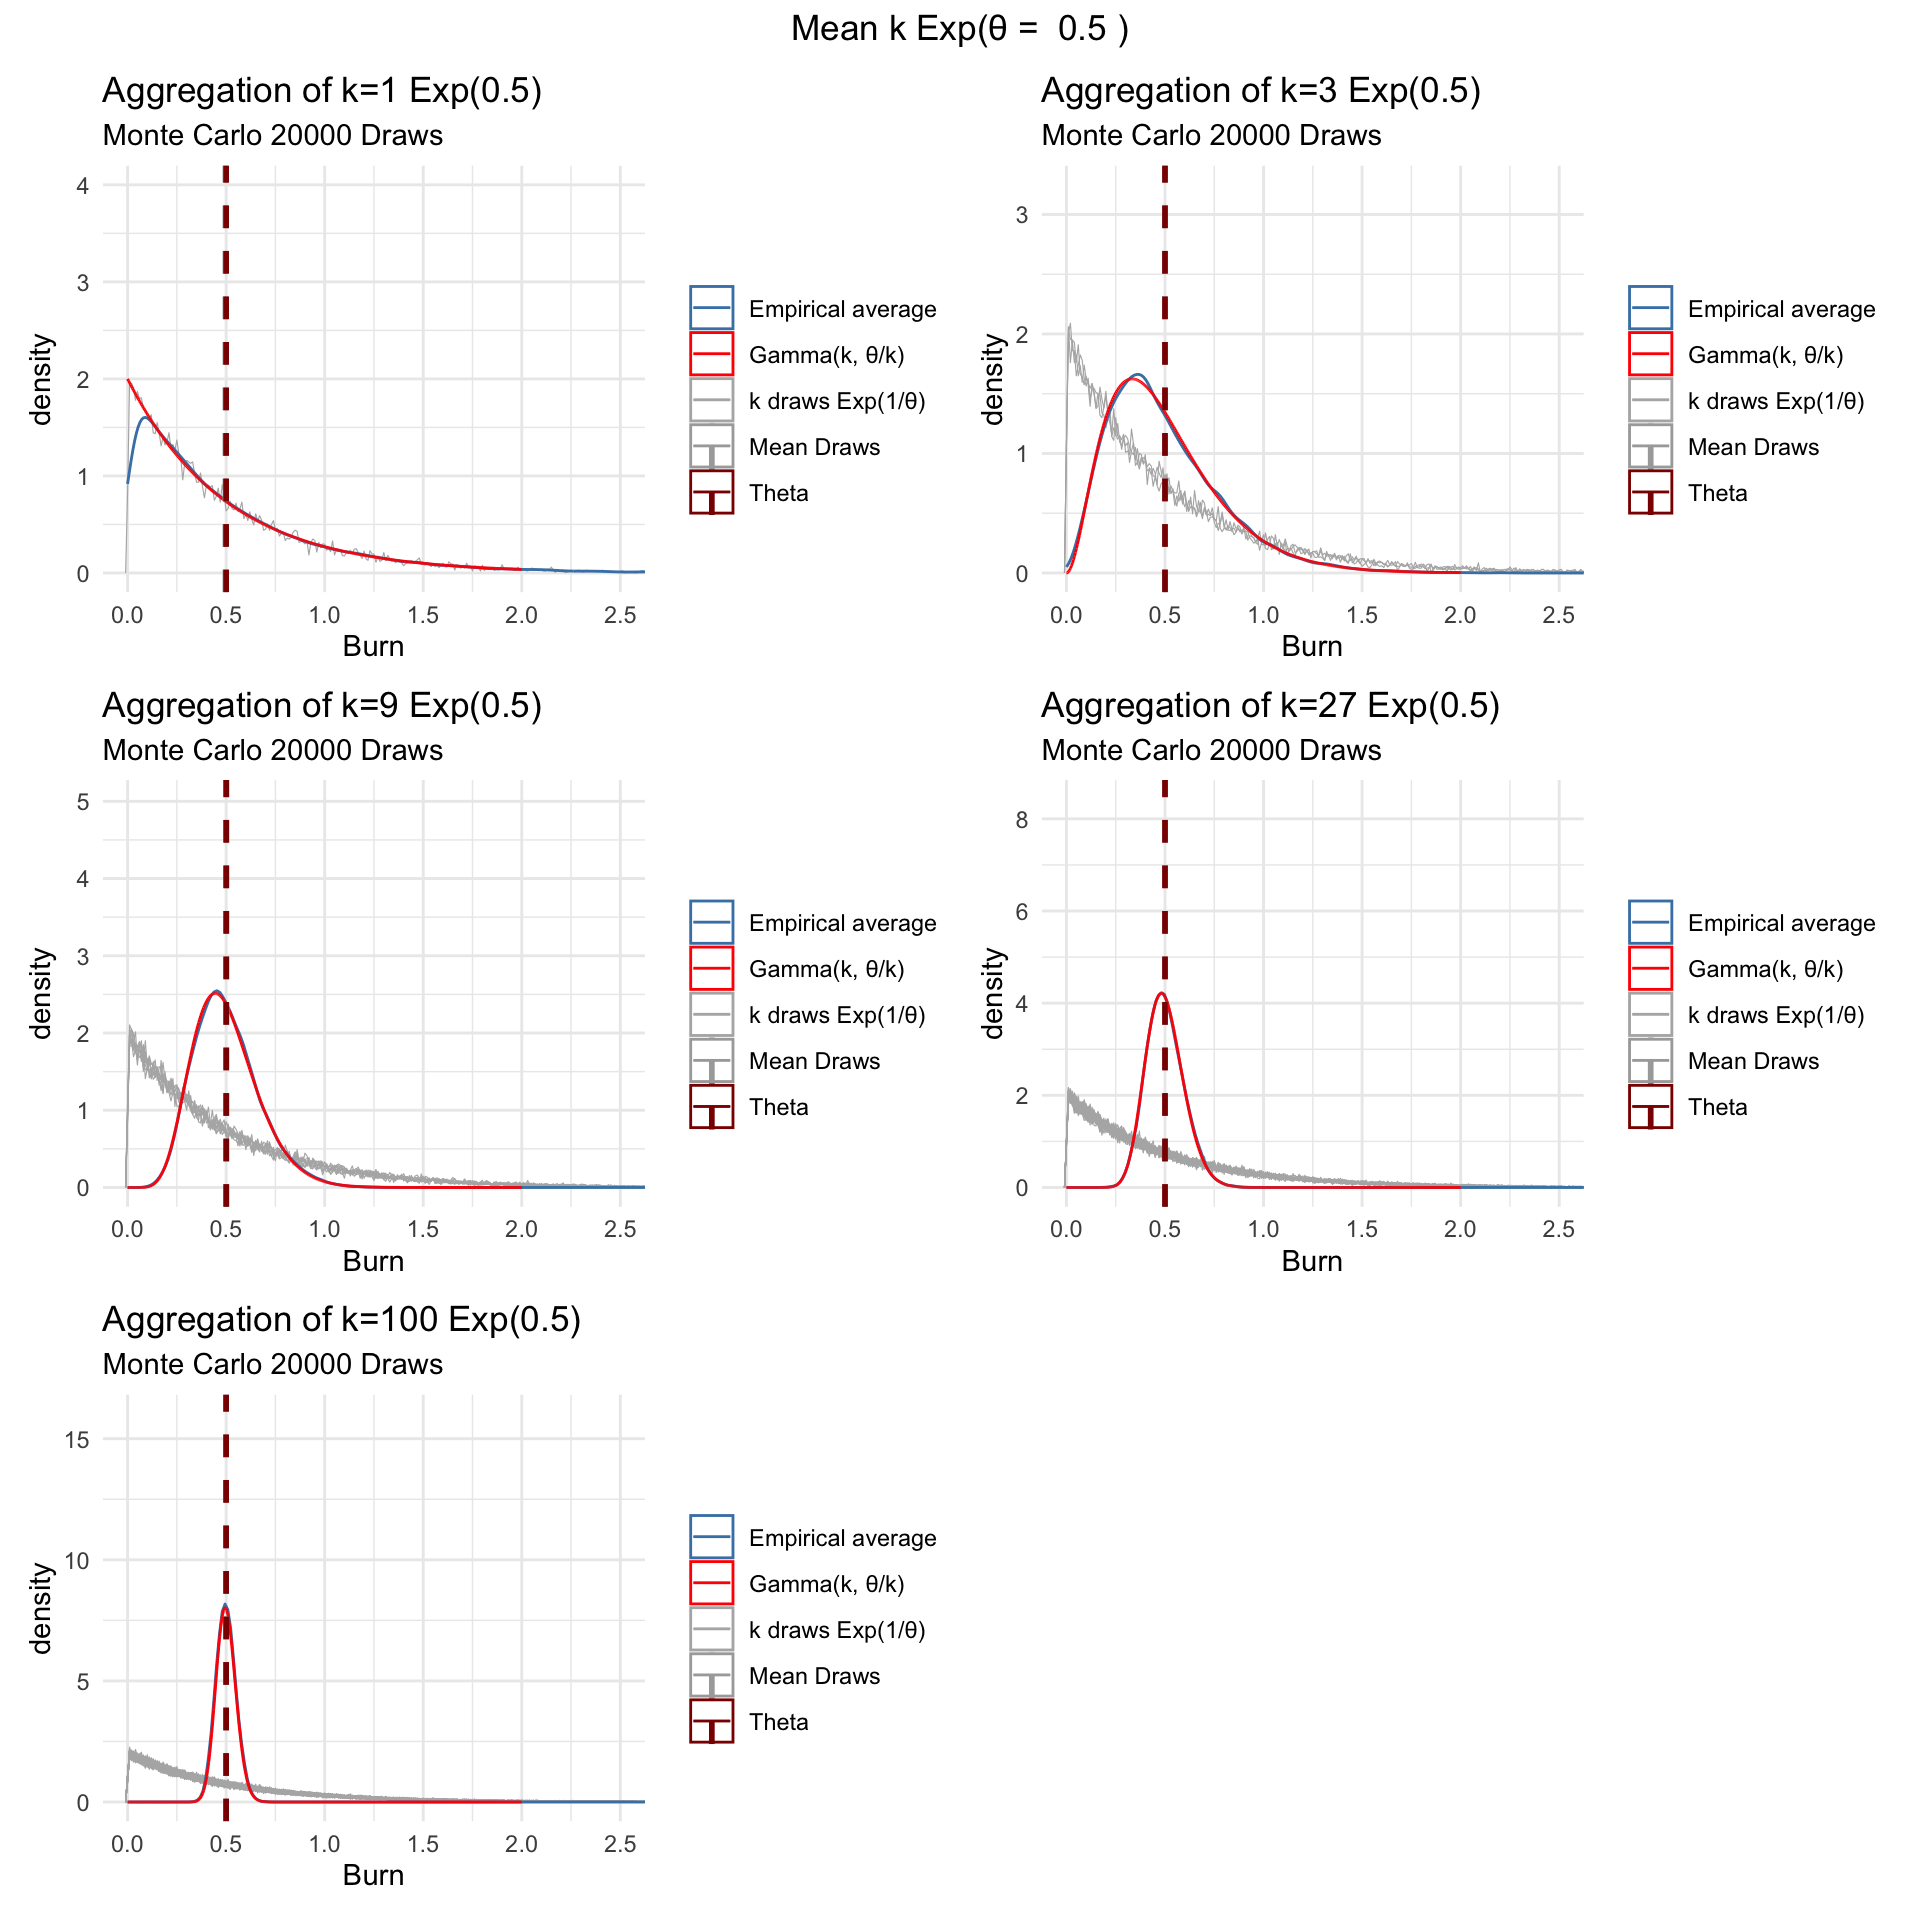 Mean k Exp(θ =  0.5 )
Aggregation of k=1 Exp(0.5)
Monte Carlo 20000 Draws
4
3
2
1
0
density
0.0 0.5 1.0 1.5 2.0 2.5
Burn
Empirical average
Gamma(k, θ/k)
k draws Exp(1/θ)
Mean Draws
Theta
Aggregation of k=3 Exp(0.5)
Monte Carlo 20000 Draws
3
2
1
0
density
0.0 0.5 1.0 1.5 2.0 2.5
Burn
Empirical average
Gamma(k, θ/k)
k draws Exp(1/θ)
Mean Draws
Theta
Aggregation of k=9 Exp(0.5)
Monte Carlo 20000 Draws
5
4
3
2
1
0
density
0.0 0.5 1.0 1.5 2.0 2.5
Burn
Empirical average
Gamma(k, θ/k)
k draws Exp(1/θ)
Mean Draws
Theta
Aggregation of k=27 Exp(0.5)
Monte Carlo 20000 Draws
8
6
4
2
0
density
0.0 0.5 1.0 1.5 2.0 2.5
Burn
Empirical average
Gamma(k, θ/k)
k draws Exp(1/θ)
Mean Draws
Theta
Aggregation of k=100 Exp(0.5)
Monte Carlo 20000 Draws
15
10
5
0
density
0.0 0.5 1.0 1.5 2.0 2.5
Burn
Empirical average
Gamma(k, θ/k)
k draws Exp(1/θ)
Mean Draws
Theta